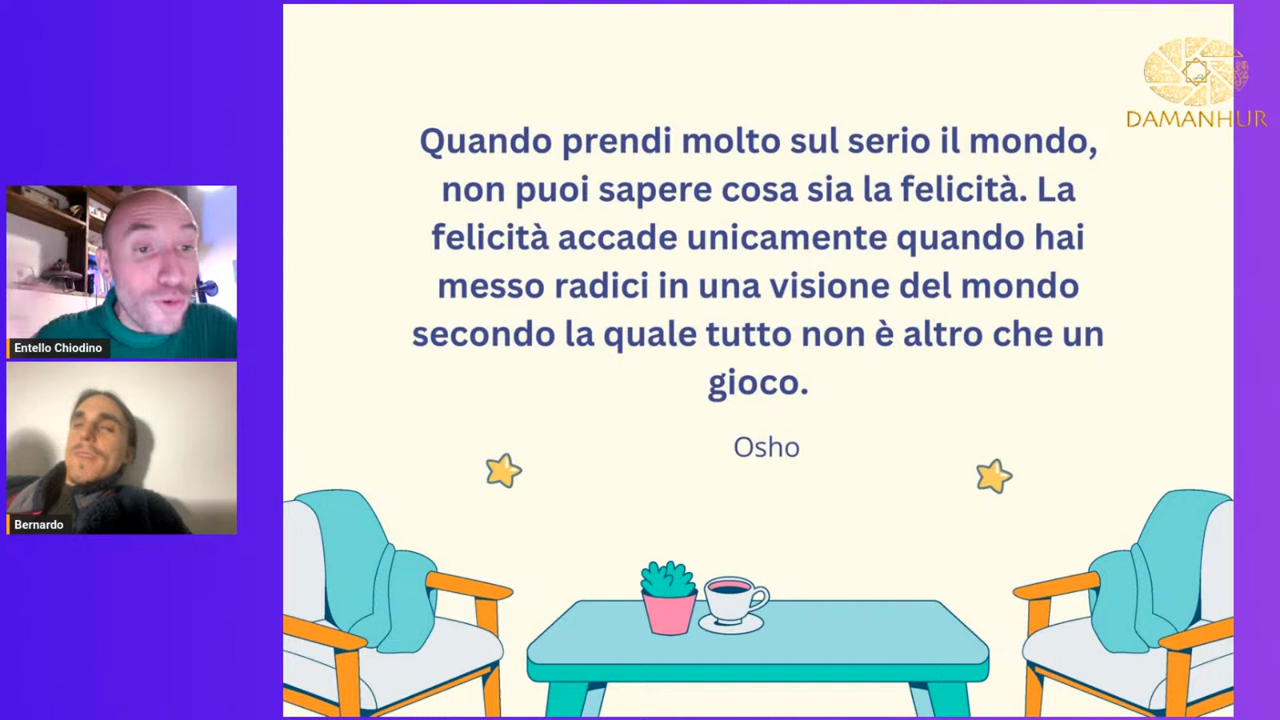 DAMANHUR
Quando prendi molto sul serio il mondo,
non puoi sapere cosa sia la felicità. La
felicità accade unicamente quando hai
messo radici in una visione del mondo
secondo la quale tutto non è altro che un
gioco.
Osho
Entello Chiodino
Bernardo